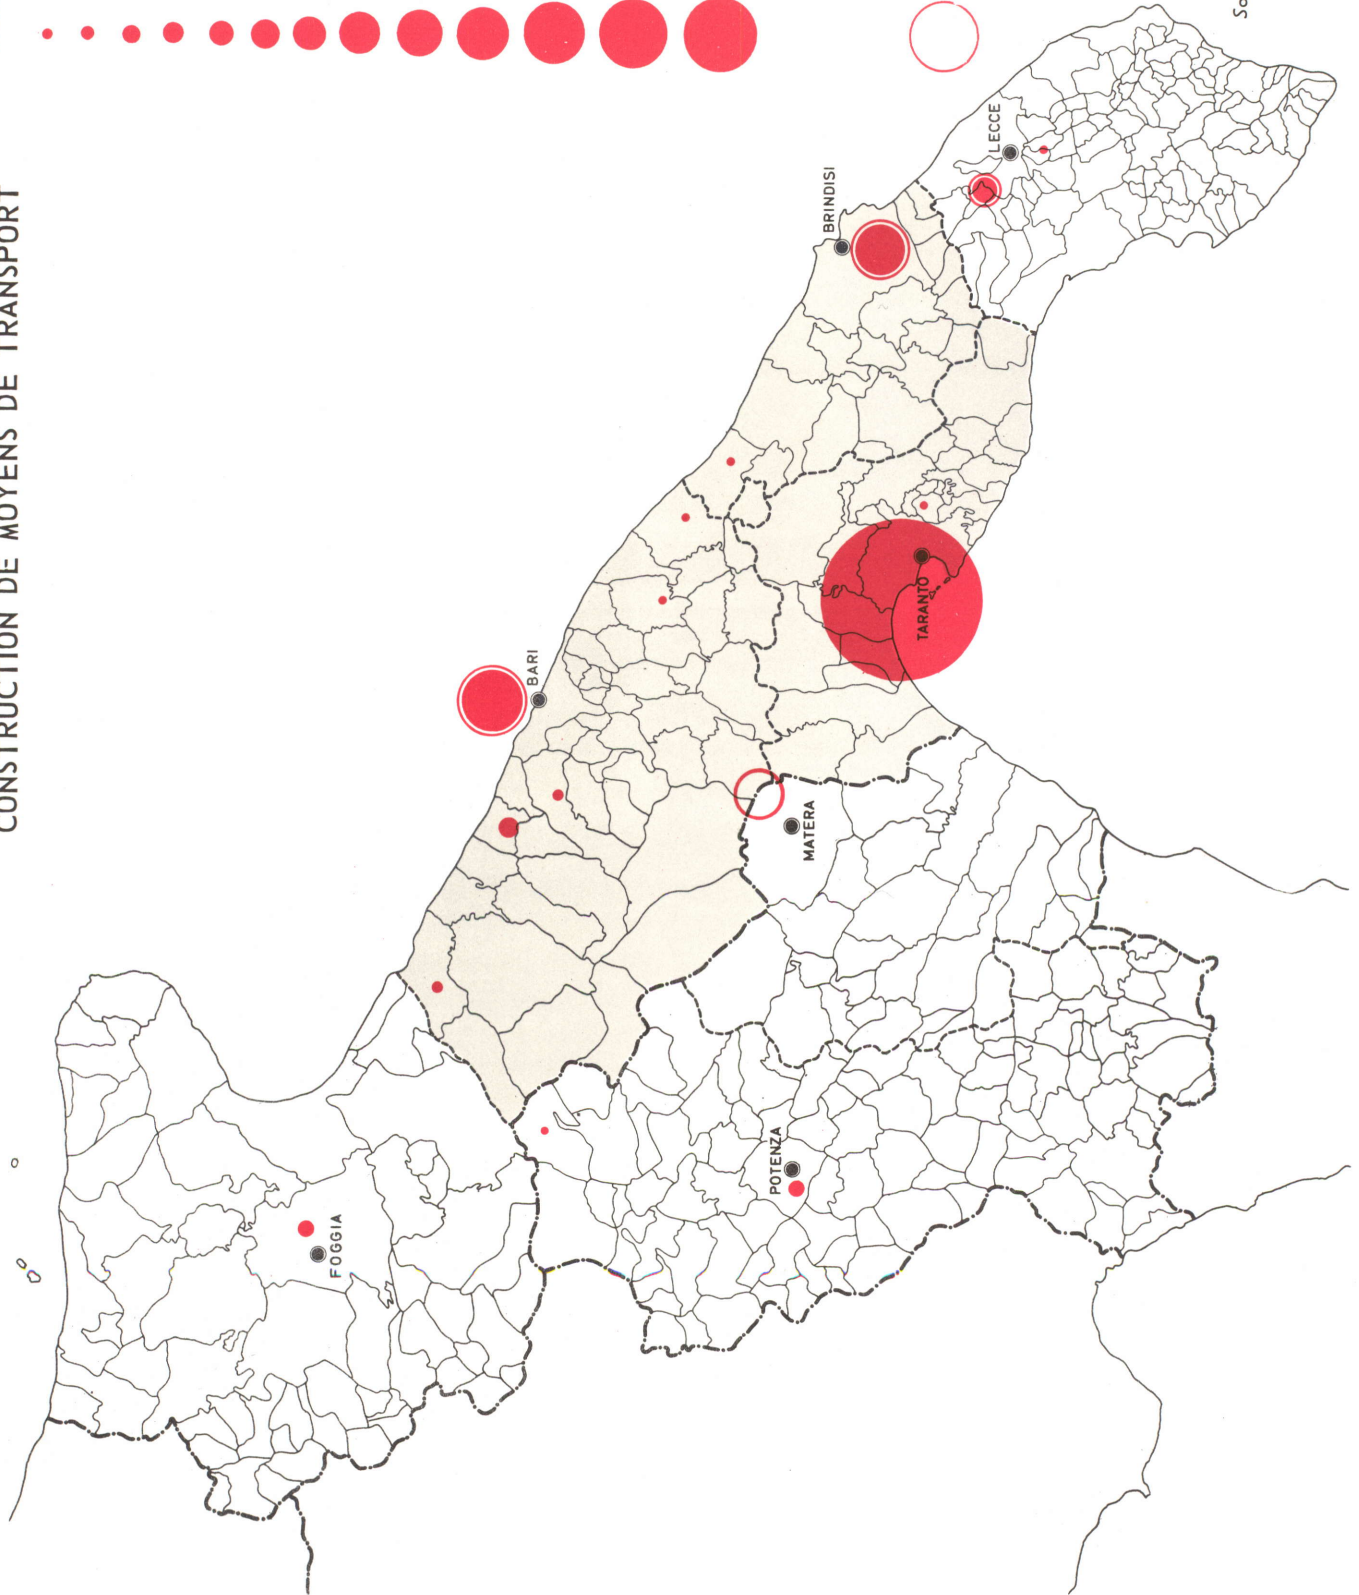 CONSTRUCTION DE MOYENS DE TRANSPORT
FOGGIA
BARI
BRINDISI
LECCE
TARANTO
MATERA
POTENZA